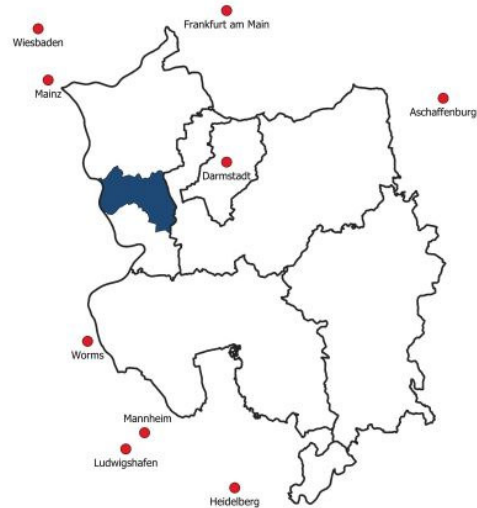 Frankfurt am Main
Wiesbaden
Mainz
Aschaffenburg
Darmstadt
Worms
Mannheim
Ludwigshafen
Heidelberg